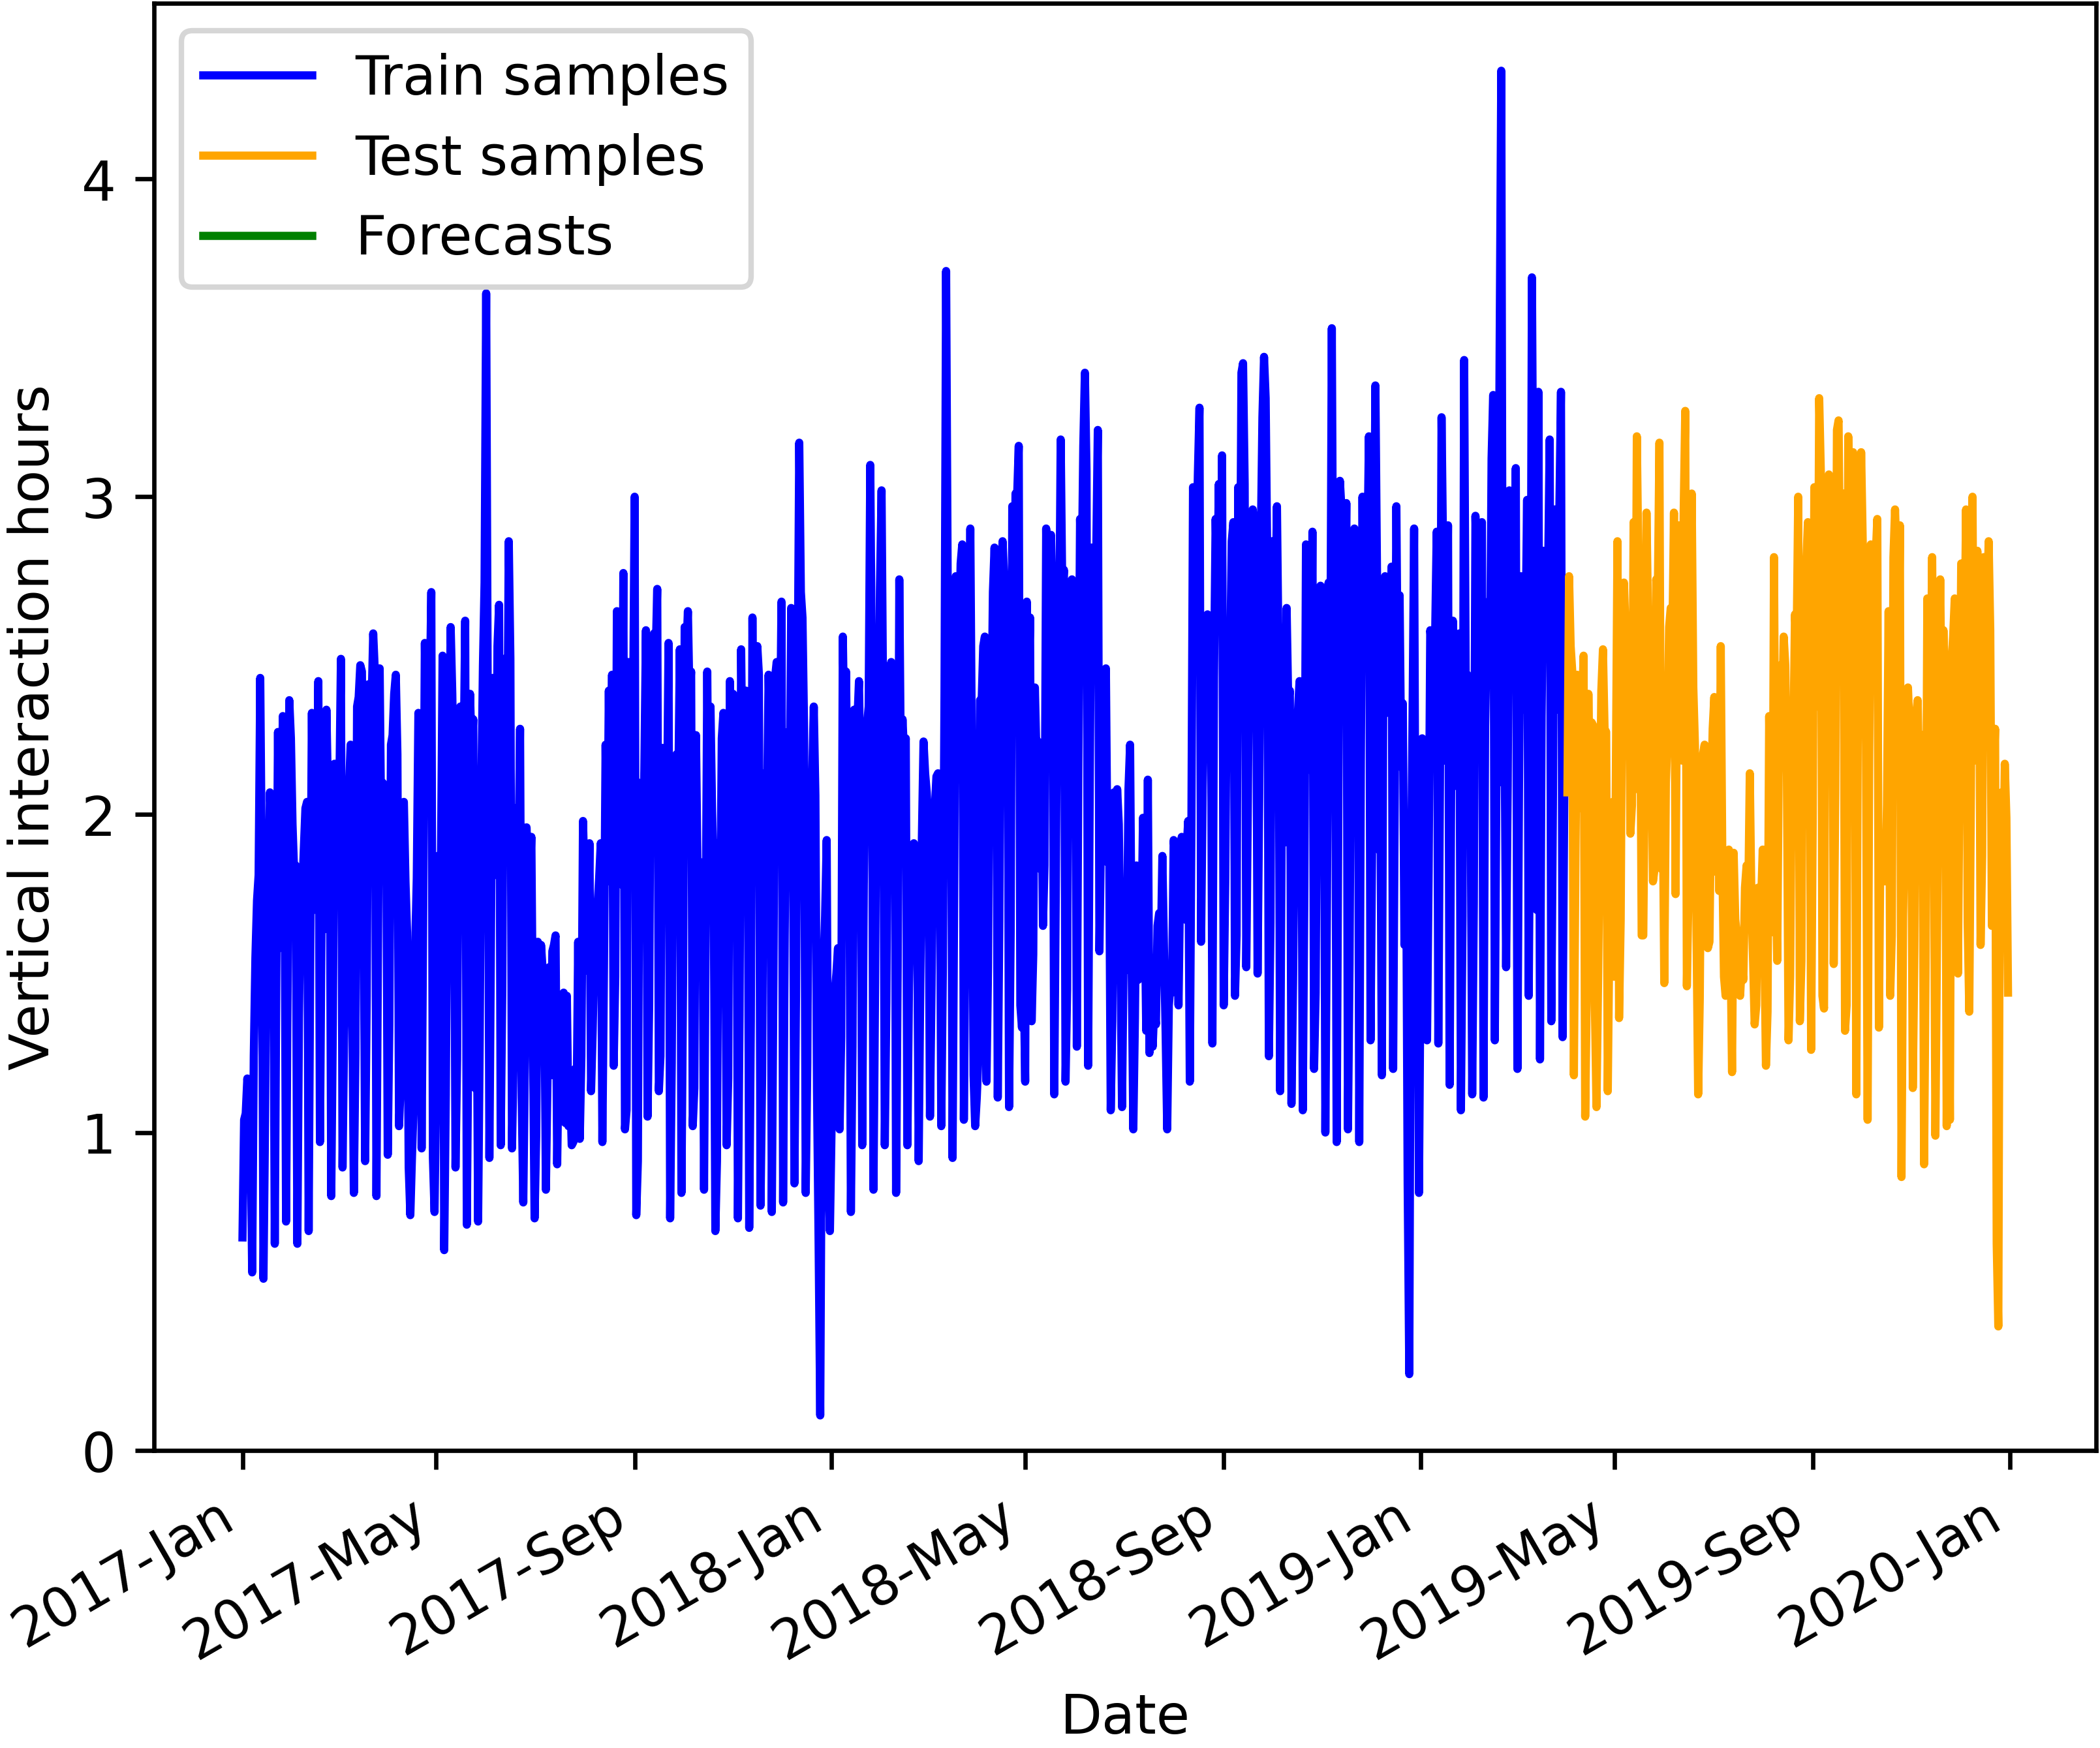 Train samples
Test samples
Forecasts
4
3
2
1
0
Vertical interaction hours
2017-Jan
2017-May
2017-Sep
2018-Jan
2018-May
2018-Sep
2019-Jan
2019-May
2019-Sep
2020-Jan
Date